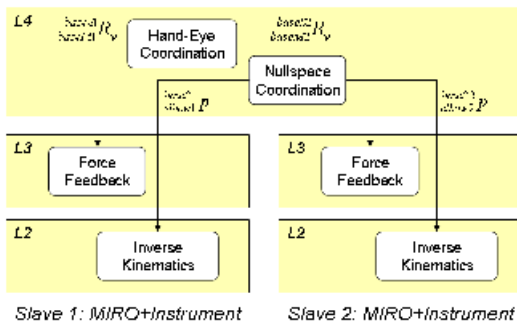 L4
Hand-Eye
Coordination
Nullspace
Coordination
L3
Force
Feedback
L3
Force
Feedback
L2
Inverse
Kinematics
L2
Inverse
Kinematics
Slave 1: MIRO+Instrument
Slave 2: MIRO+Instrument